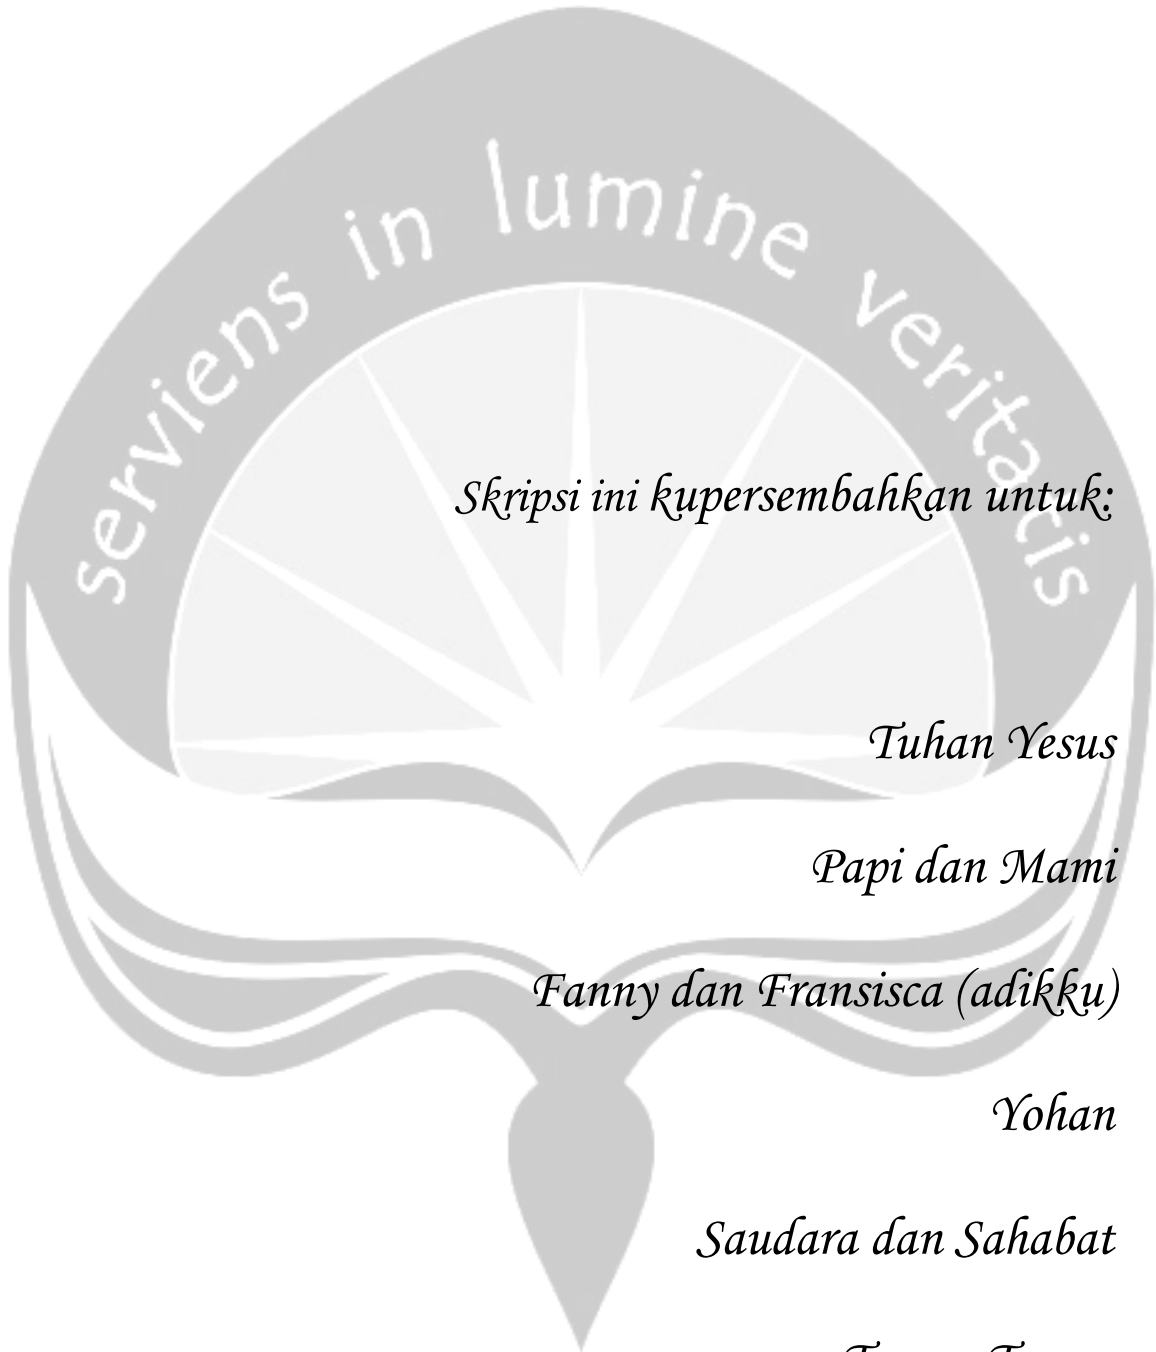 serviens in lumine veritatis
Skripsi ini kupersembahkan untuk:
Tuhan Yesus
Papi dan Mami
Fanny dan Fransisca (adikku)
Yohan
Saudara dan Sahabat